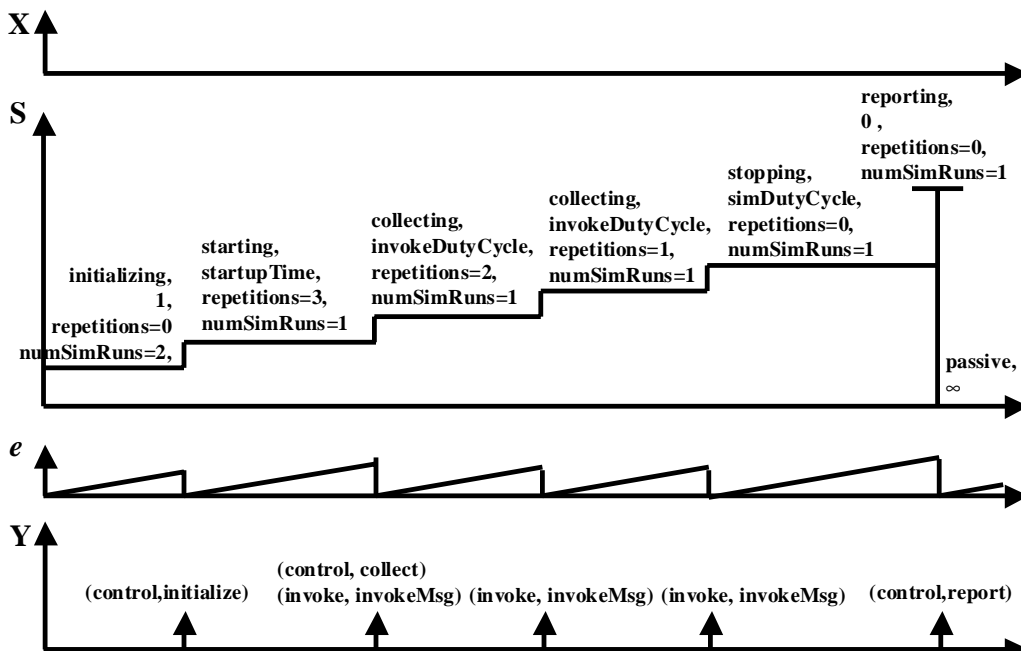 X
S
reporting,
0 ,
repetitions=0,
numSimRuns=1
stopping,
simDutyCycle,
repetitions=0,
numSimRuns=1
collecting,
invokeDutyCycle,
repetitions=1,
numSimRuns=1
collecting,
invokeDutyCycle,
repetitions=2,
numSimRuns=1
starting,
startupTime,
repetitions=3,
numSimRuns=1
initializing,
1,
repetitions=0
numSimRuns=2,
passive,
∞
e
Y
(control,initialize)
(control, collect)
(invoke, invokeMsg)
(invoke, invokeMsg)
(invoke, invokeMsg)
(control,report)